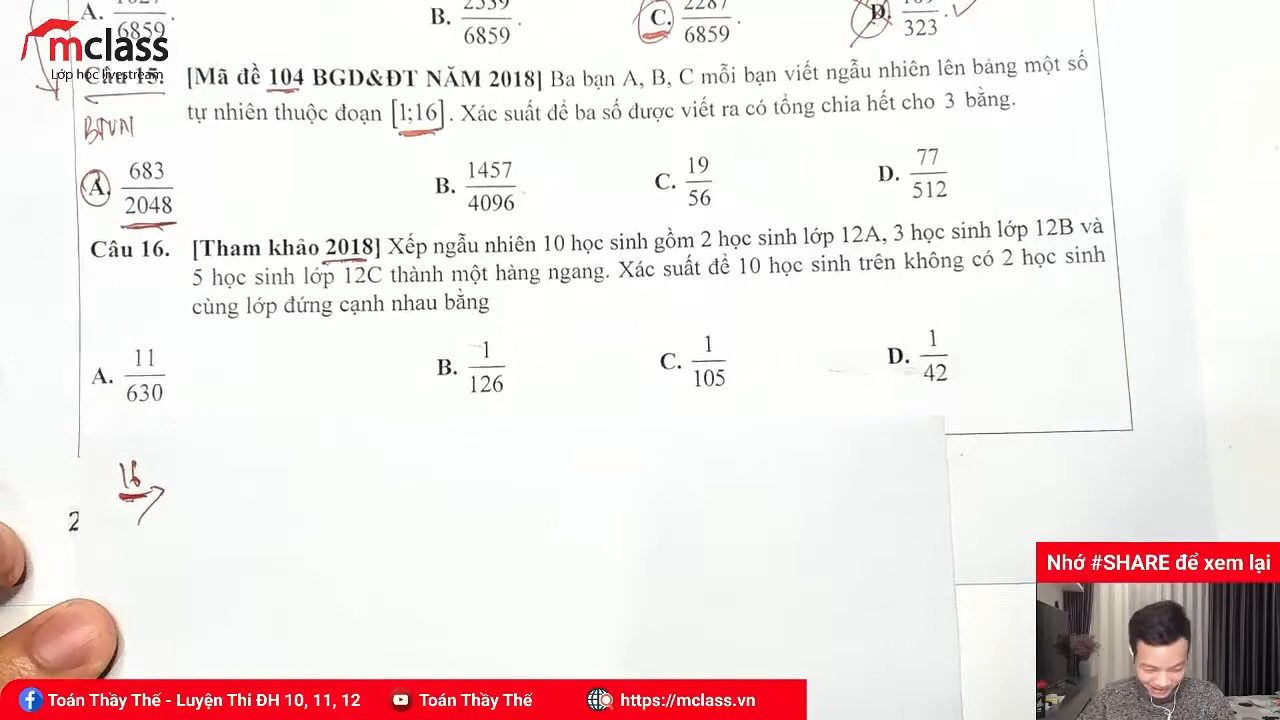 A. 1027/6859.
B. 2539/6859.
C. 2287/6859.
D. /323.
mclass
Lớp học livestream
Câu 15. [Mã đề 104 BGD&ĐT NĂM 2018] Ba bạn A, B, C mỗi bạn viết ngẫu nhiên lên bảng một số
tự nhiên thuộc đoạn [1;16]. Xác suất để ba số được viết ra có tổng chia hết cho 3 bằng.
BTVN
A. 683/2048
B. 1457/4096
C. 19/56
D. 77/512
Câu 16. [Tham khảo 2018] Xếp ngẫu nhiên 10 học sinh gồm 2 học sinh lớp 12A, 3 học sinh lớp 12B và
5 học sinh lớp 12C thành một hàng ngang. Xác suất để 10 học sinh trên không có 2 học sinh
cùng lớp đứng cạnh nhau bằng
A. 11/630
B. 1/126
C. 1/105
D. 1/42
16
2
Nhớ #SHARE để xem lại
Toán Thầy Thế - Luyện Thi ĐH 10, 11, 12
Toán Thầy Thế
https://mclass.vn